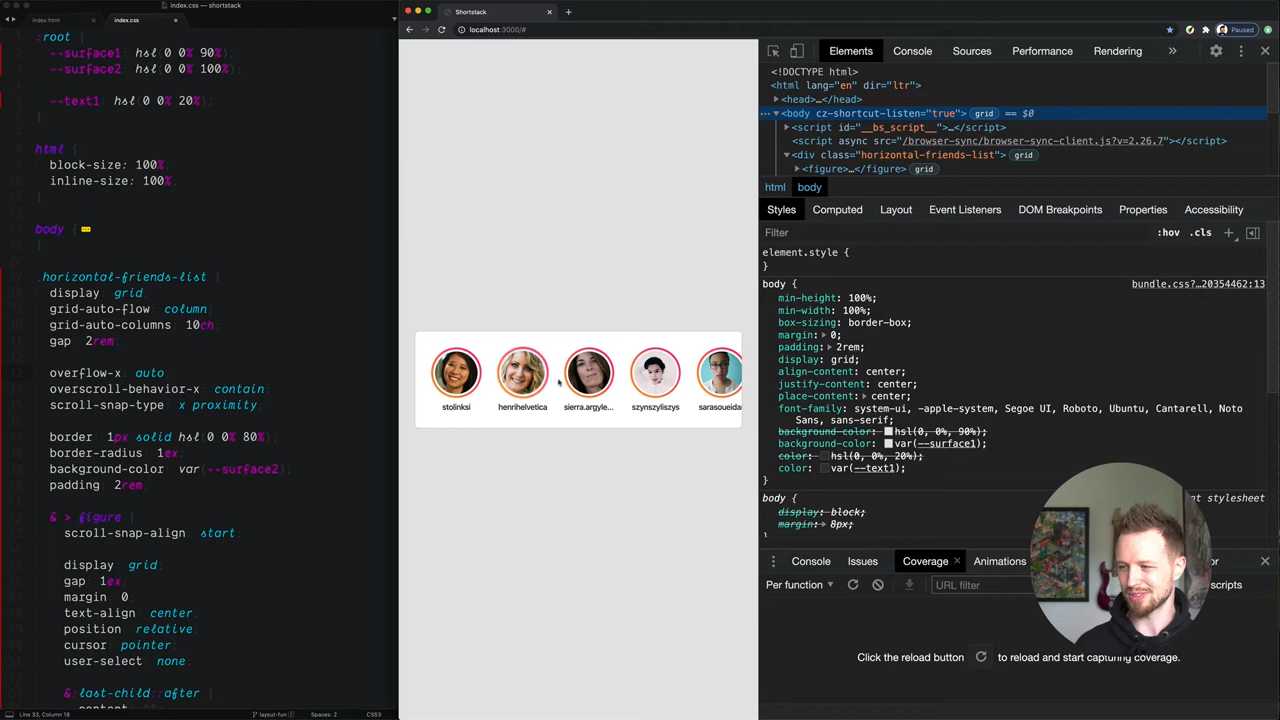 index.css — shortstack
index.html
index.css
:root {
--surface1: hsl(0 0% 90%);
--surface2: hsl(0 0% 100%);
--text1: hsl(0 0% 20%);
}
html {
block-size: 100%;
inline-size: 100%;
}
body {
}
.horizontal-friends-list {
display: grid;
grid-auto-flow: column;
grid-auto-columns: 10ch;
gap: 2rem;
overflow-x: auto
overscroll-behavior-x: contain;
scroll-snap-type: x proximity;
border: 1px solid hsl(0 0% 80%);
border-radius: 1ex;
background-color: var(--surface2);
padding: 2rem;
& > figure {
scroll-snap-align: start;
display: grid;
gap: 1ex;
margin: 0;
text-align: center;
position: relative;
cursor: pointer;
user-select: none;
&:last-child::after {
Line 33, Column 18
layout-fun
Spaces: 2
CSS3
Shortstack
localhost:3000/#
Paused
stolinksi
henrihelvetica
sierra.argyle...
szynszyliszys
sarasoueida
Elements
Console
Sources
Performance
Rendering
»
<!DOCTYPE html>
<html lang="en" dir="ltr">
<head>…</head>
<body cz-shortcut-listen="true"> grid == $0
<script id="__bs_script__">…</script>
<script async src="/browser-sync/browser-sync-client.js?v=2.26.7"></script>
<div class="horizontal-friends-list"> grid
<figure>…</figure> grid
html body
Styles
Computed
Layout
Event Listeners
DOM Breakpoints
Properties
Accessibility
Filter
:hov .cls +
element.style {
}
body { bundle.css?…20354462:13
min-height: 100%;
min-width: 100%;
box-sizing: border-box;
margin: 0;
padding: 2rem;
display: grid;
align-content: center;
justify-content: center;
place-content: center;
font-family: system-ui, -apple-system, Segoe UI, Roboto, Ubuntu, Cantarell, Noto
Sans, sans-serif;
background-color: hsl(0, 0%, 90%);
background-color: var(--surface1);
color: hsl(0, 0%, 20%);
color: var(--text1);
}
body { nt stylesheet
display: block;
margin: 8px;
Console
Issues
Coverage
Animations
or
Per function
URL filter
scripts
Click the reload button to reload and start capturing coverage.